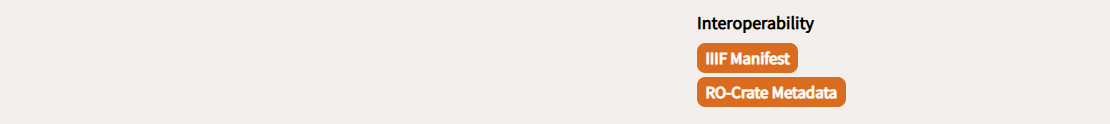 Interoperability
IIIF Manifest
RO-Crate Metadata